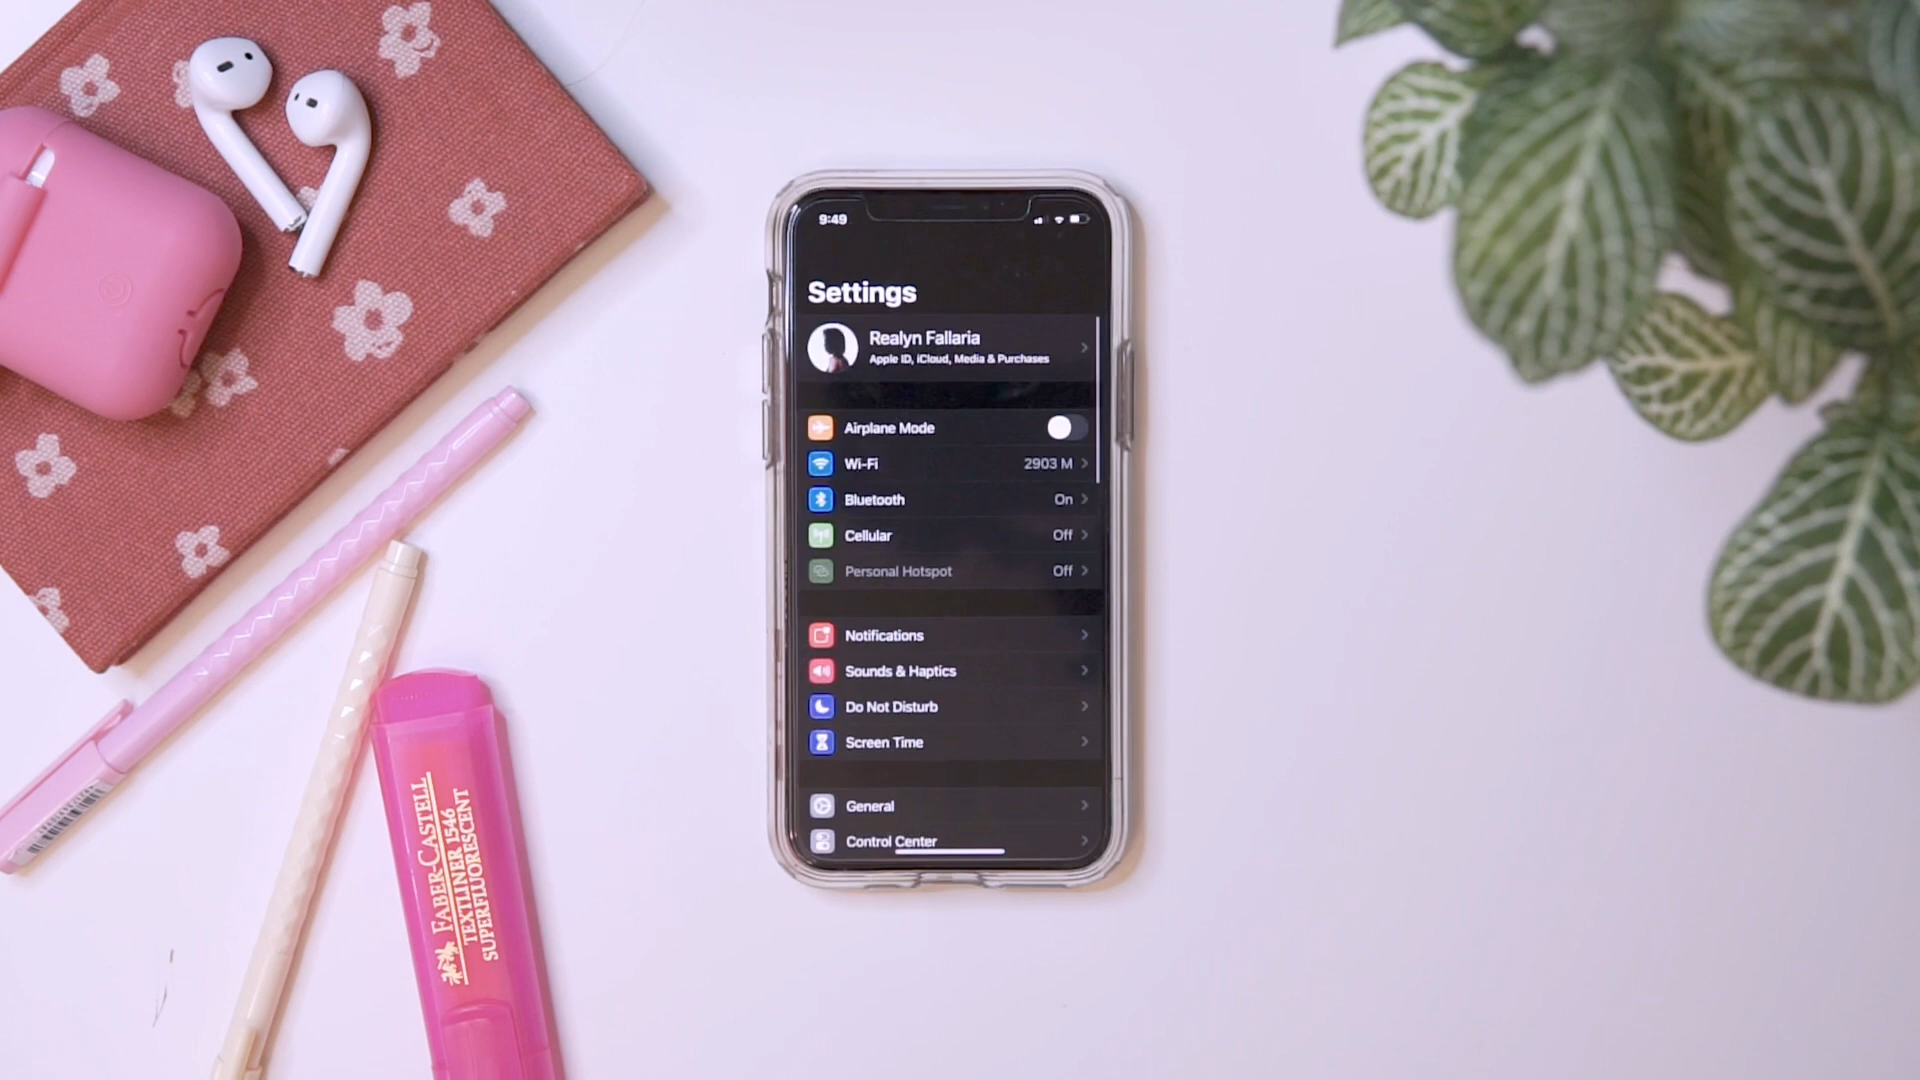 9:49
Settings
Realyn Fallaria
Apple ID, iCloud, Media & Purchases
Airplane Mode
Wi-Fi 2903 M
Bluetooth On
Cellular Off
Personal Hotspot Off
Notifications
Sounds & Haptics
Do Not Disturb
Screen Time
General
Control Center
FABER-CASTELL
TEXTLINER 1546
SUPERFLUORESCENT